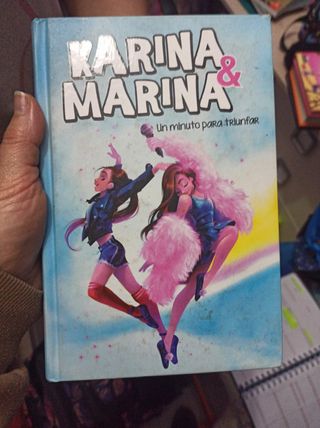 KARINA
&
MARINA
Un minuto para triunfar